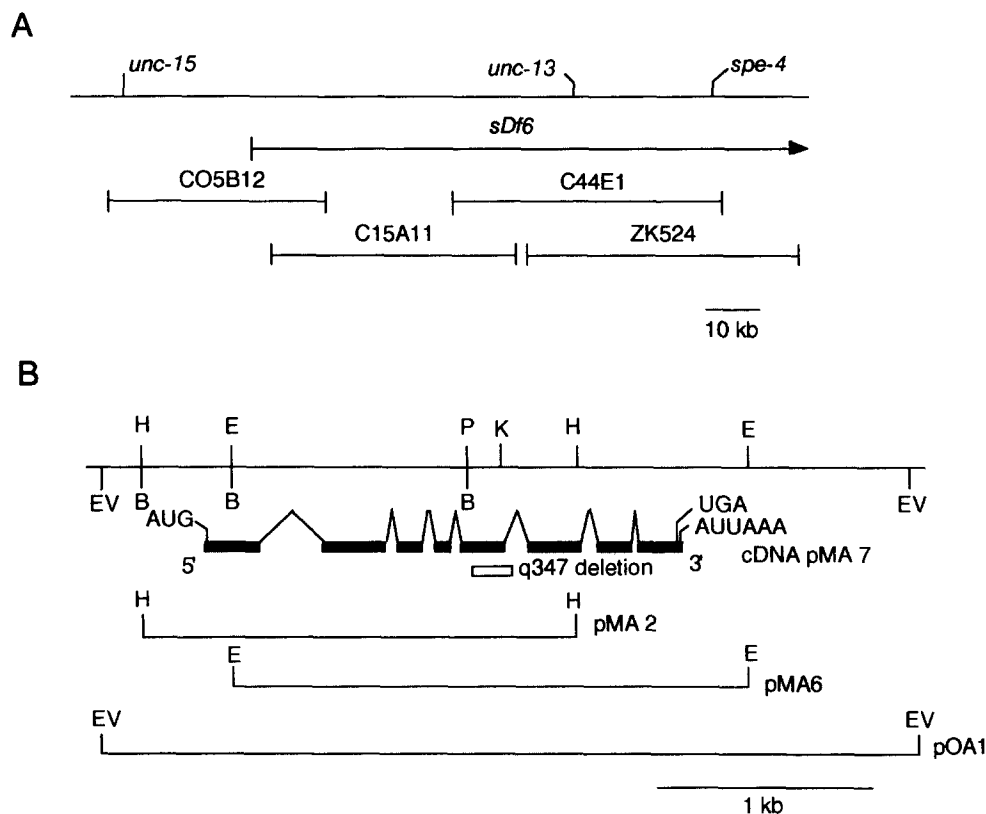 A
unc-15 unc-13 spe-4
sDf6
CO5B12 C44E1
C15A11 ZK524
10 kb
B
H E P K H E
EV B B B EV
AUG UGA
AUUAAA
5' 3' cDNA pMA 7
q347 deletion
H H
pMA 2
E E
pMA6
EV EV
pOA1
1 kb